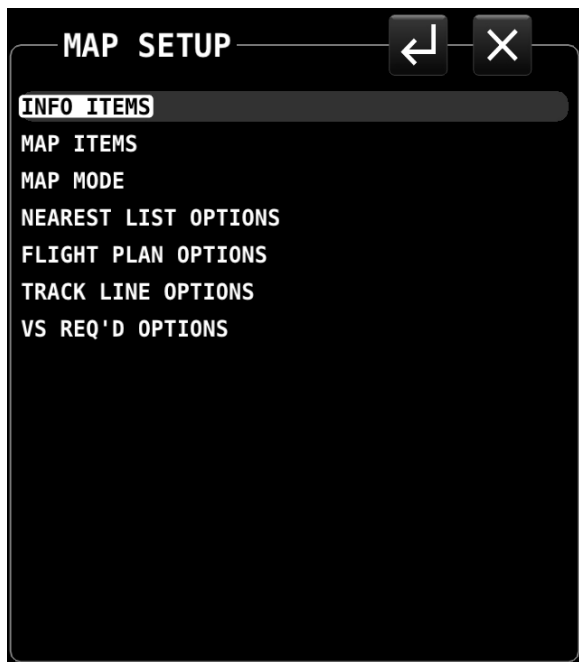 MAP SETUP
INFO ITEMS
MAP ITEMS
MAP MODE
NEAREST LIST OPTIONS
FLIGHT PLAN OPTIONS
TRACK LINE OPTIONS
VS REQ'D OPTIONS